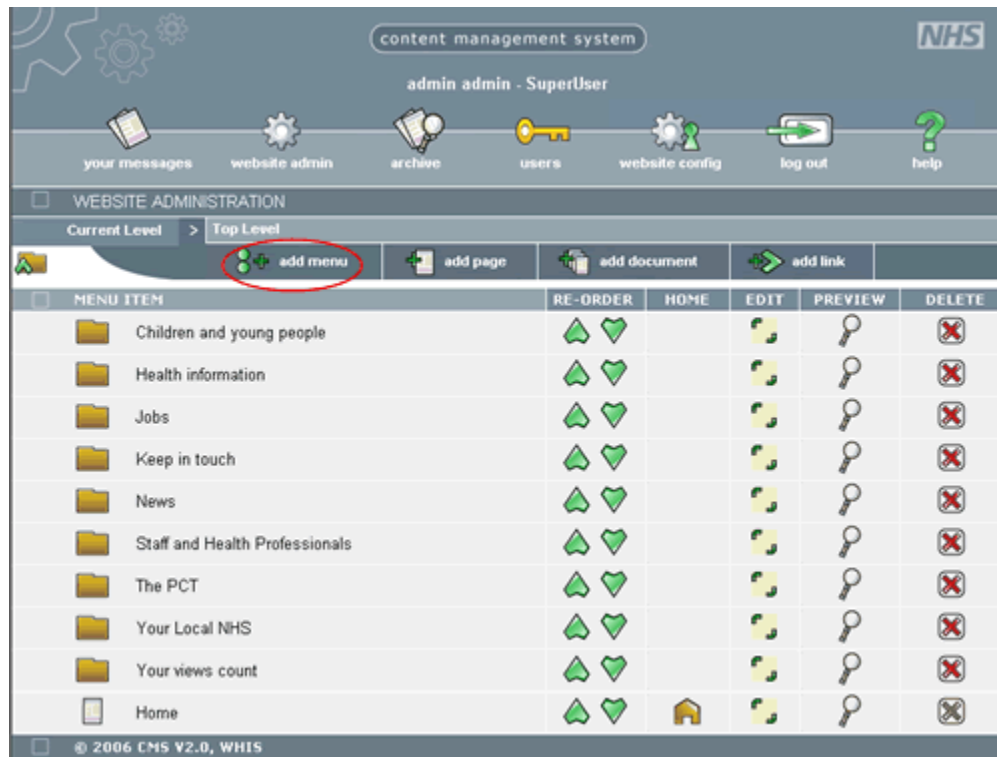 content management system
NHS
admin admin - SuperUser
your messages website admin archive users website config log out help
WEBSITE ADMINISTRATION
Current Level > Top Level
add menu add page add document add link
MENU ITEM RE-ORDER HOME EDIT PREVIEW DELETE
Children and young people
Health information
Jobs
Keep in touch
News
Staff and Health Professionals
The PCT
Your Local NHS
Your views count
Home
© 2006 CMS V2.0, WHIS